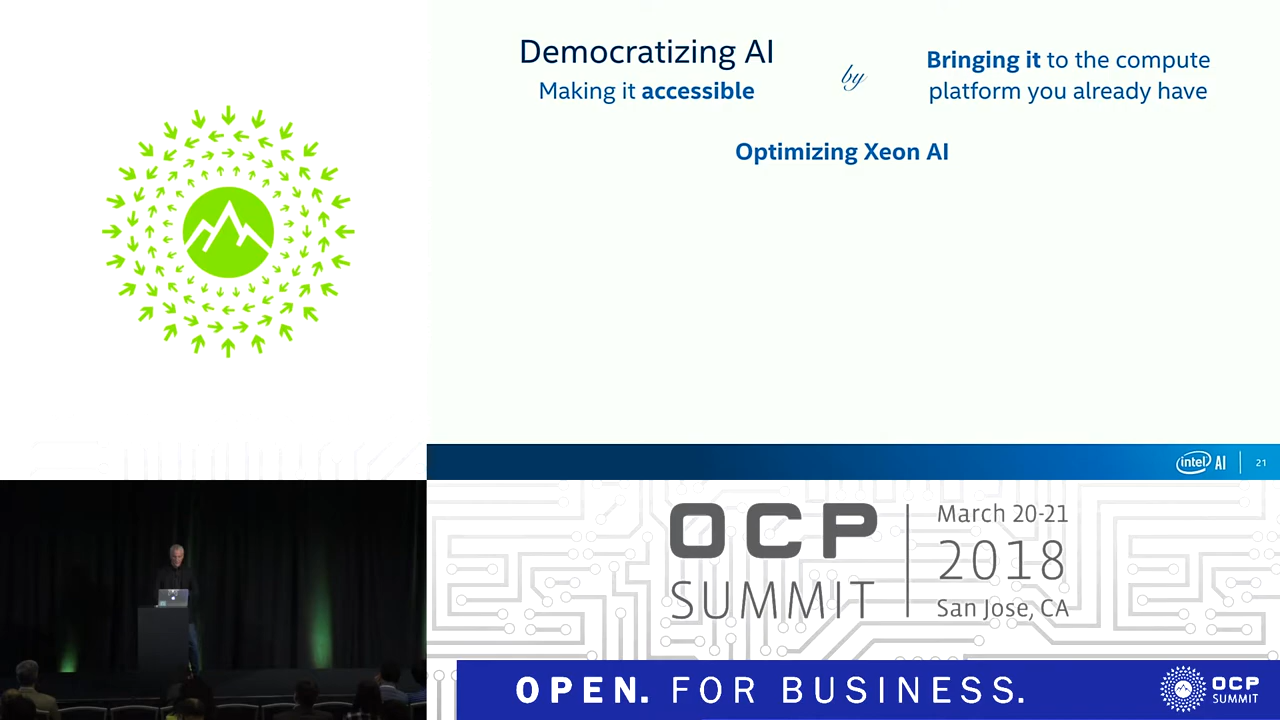 Democratizing AI
Making it accessible
by
Bringing it to the compute
platform you already have
Optimizing Xeon AI
intel AI
21
OCP
SUMMIT
March 20-21
2018
San Jose, CA
OPEN. FOR BUSINESS.
OCP
SUMMIT